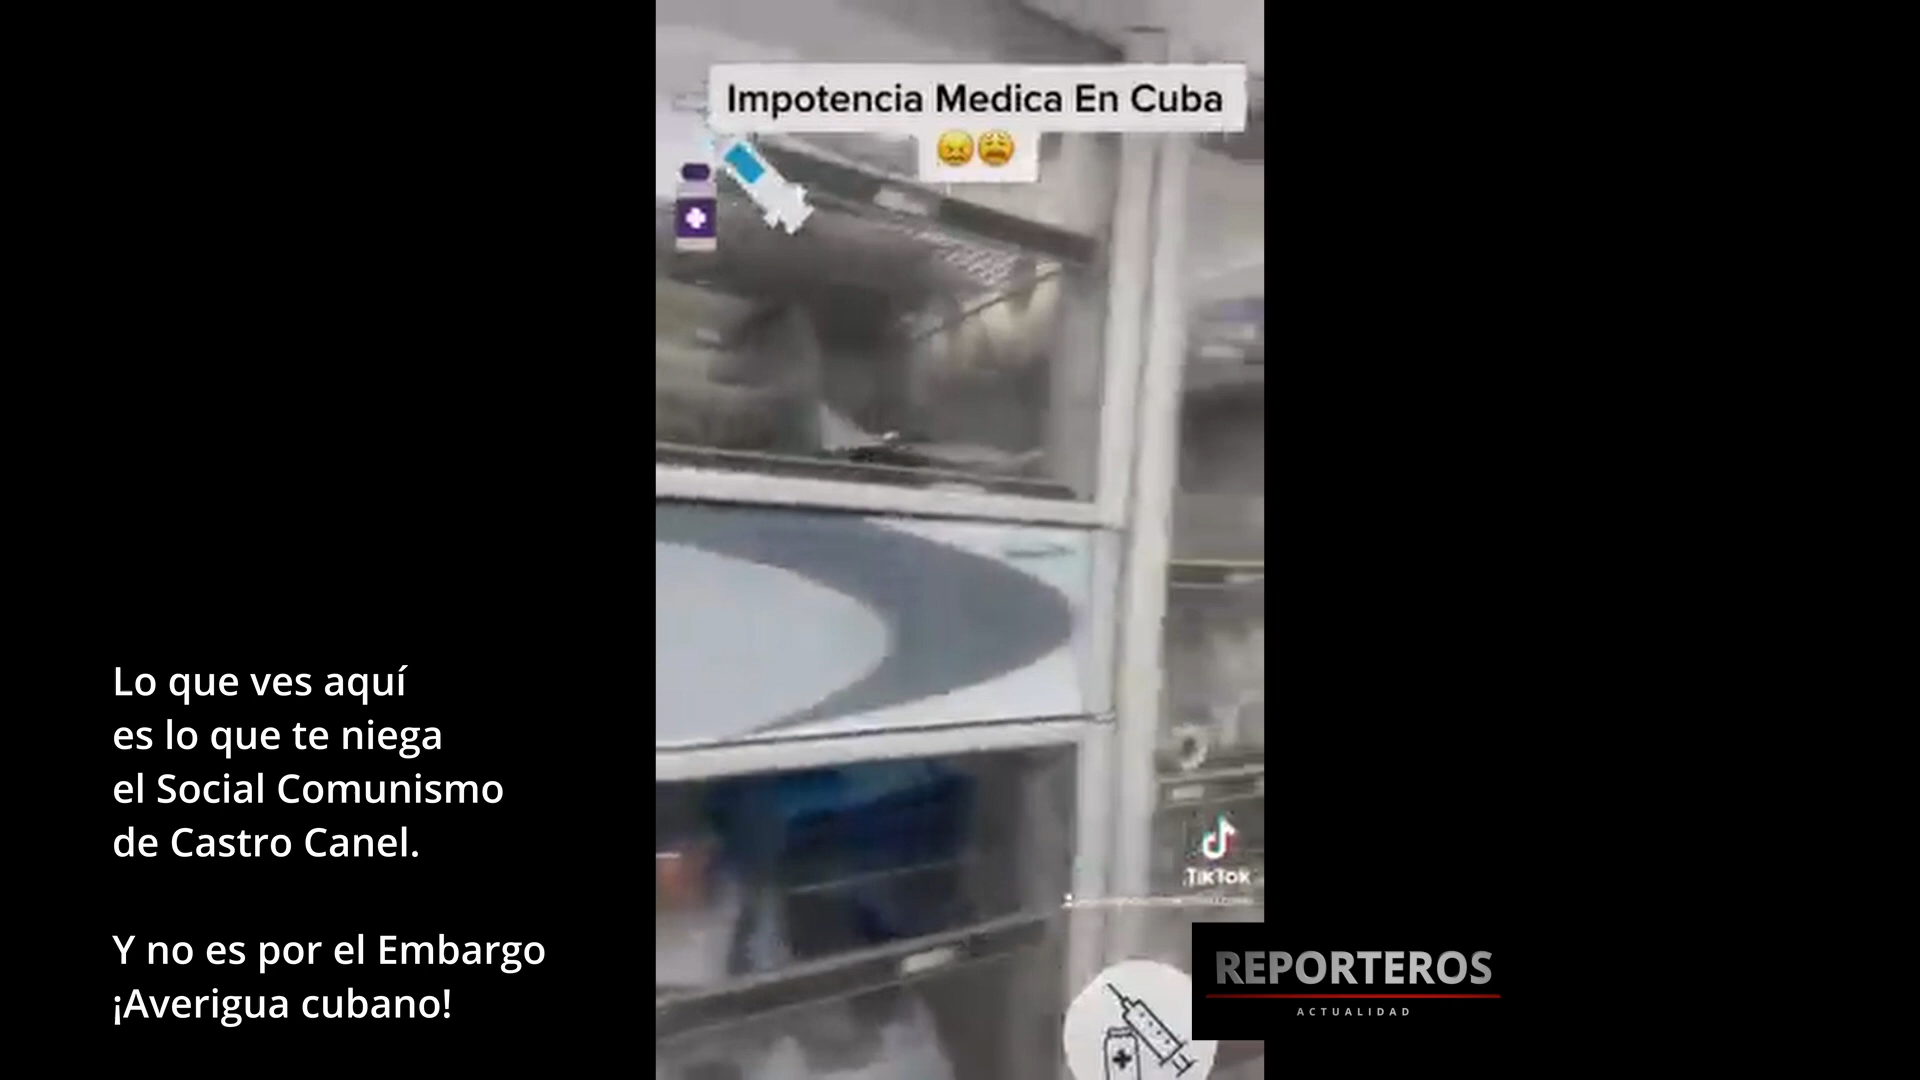 Impotencia Medica En Cuba
😖😩
Lo que ves aquí
es lo que te niega
el Social Comunismo
de Castro Canel.
Y no es por el Embargo
¡Averigua cubano!
TikTok
REPORTEROS
ACTUALIDAD